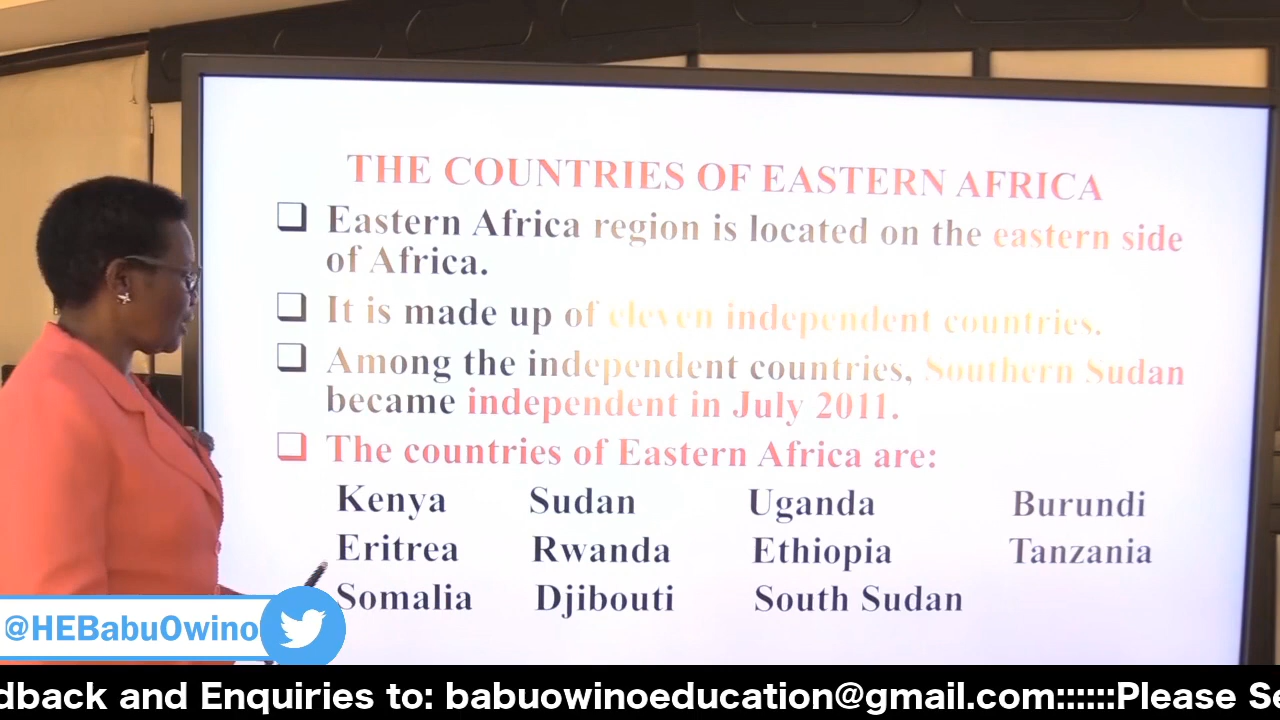 THE COUNTRIES OF EASTERN AFRICA
❑ Eastern Africa region is located on the eastern side
of Africa.
❑ It is made up of eleven independent countries.
❑ Among the independent countries, Southern Sudan
became independent in July 2011.
❑ The countries of Eastern Africa are:
Kenya Sudan Uganda Burundi
Eritrea Rwanda Ethiopia Tanzania
Somalia Djibouti South Sudan
@HEBabuOwino
dback and Enquiries to: babuowinoeducation@gmail.com::::::Please Se